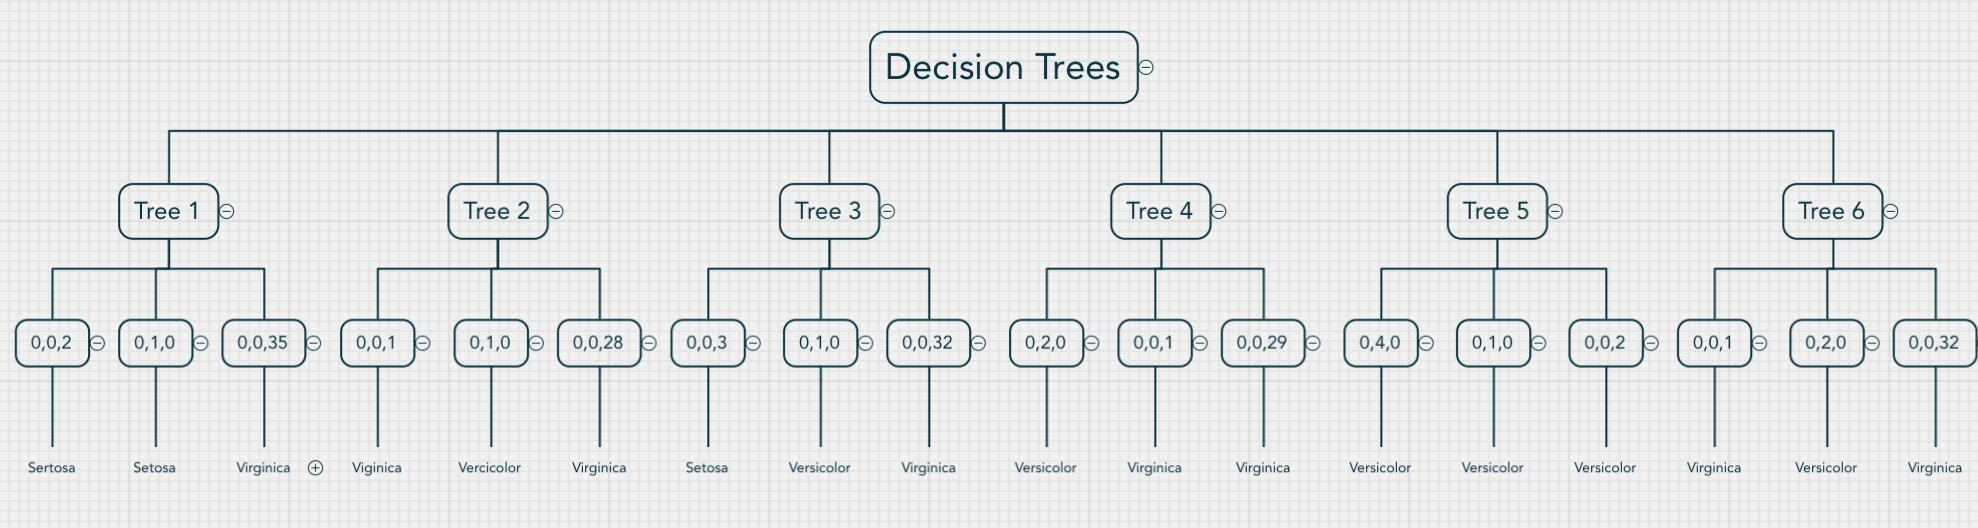 Decision Trees
Tree 1
Tree 2
Tree 3
Tree 4
Tree 5
Tree 6
0,0,2
0,1,0
0,0,35
0,0,1
0,1,0
0,0,28
0,0,3
0,1,0
0,0,32
0,2,0
0,0,1
0,0,29
0,4,0
0,1,0
0,0,2
0,0,1
0,2,0
0,0,32
Sertosa
Setosa
Virginica
Viginica
Vercicolor
Virginica
Setosa
Versicolor
Virginica
Versicolor
Virginica
Virginica
Versicolor
Versicolor
Versicolor
Virginica
Versicolor
Virginica